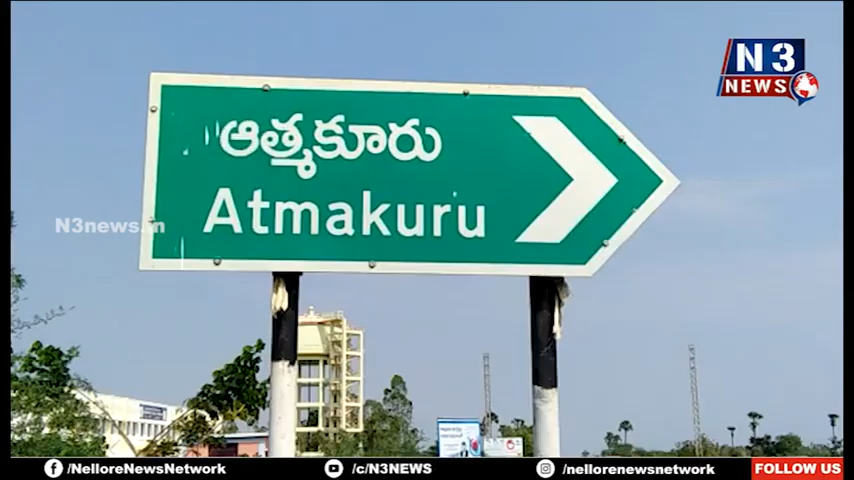 N3
NEWS
ఆత్మకూరు
Atmakuru
N3news.in
/NelloreNewsNetwork
/c/N3NEWS
/nellorenewsnetwork
FOLLOW US